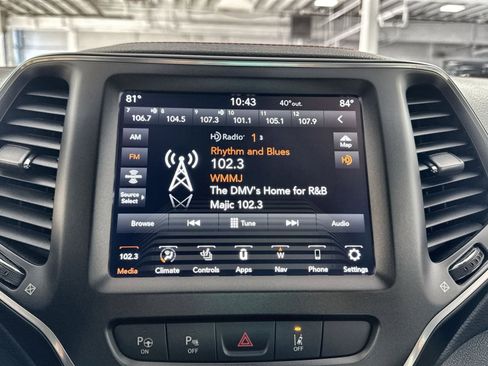 81° 10:43 40°out. 84°
7 106.7 8 104.5 9 107.3 10 101.1 11 105.1 12 107.9
AM HD Radio 1 3 Map
Rhythm and Blues
FM 102.3 HD
WMMJ
The DMV's Home for R&B
Source Select
Majic 102.3
Browse Tune Audio
102.3 W
Media Climate Controls Apps Nav Phone Settings
P P OFF
ON OFF